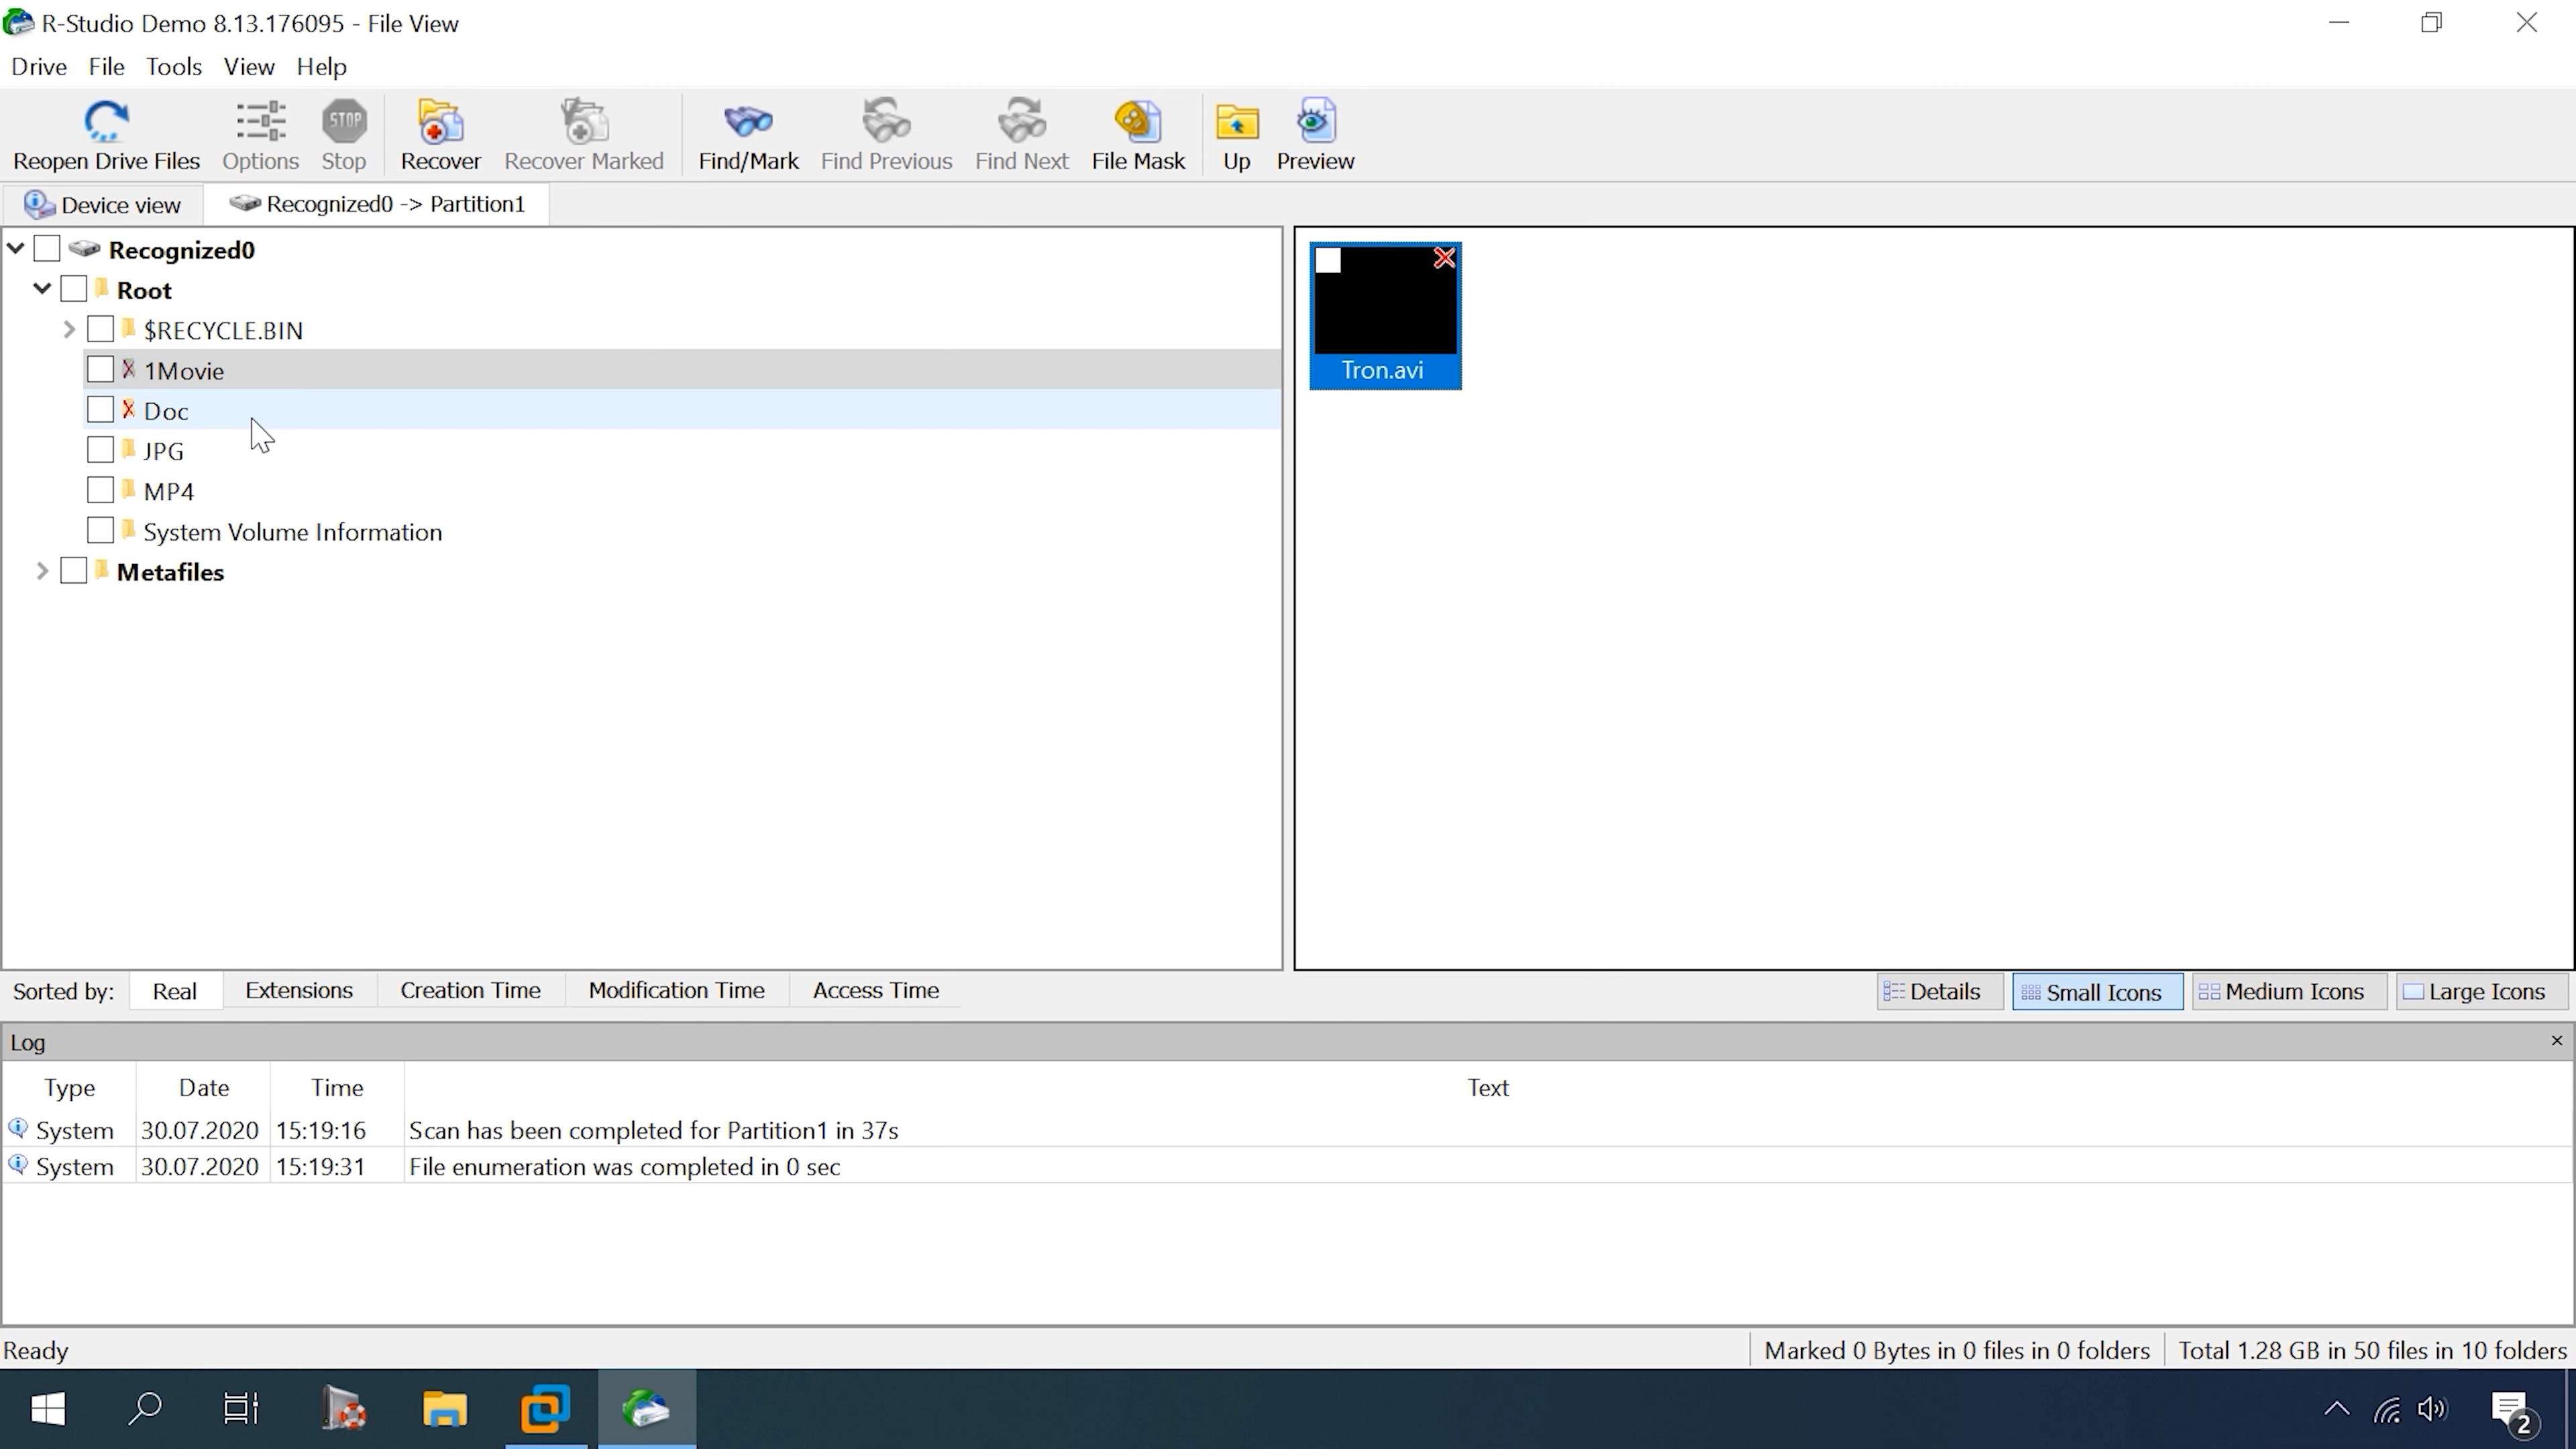 R-Studio Demo 8.13.176095 - File View
Drive File Tools View Help
STOP
Reopen Drive Files Options Stop Recover Recover Marked Find/Mark Find Previous Find Next File Mask Up Preview
Device view Recognized0 -> Partition1
Recognized0
Root
$RECYCLE.BIN
1Movie
Doc
JPG
MP4
System Volume Information
Metafiles
Tron.avi
Sorted by: Real Extensions Creation Time Modification Time Access Time Details Small Icons Medium Icons Large Icons
Log
Type Date Time Text
System 30.07.2020 15:19:16 Scan has been completed for Partition1 in 37s
System 30.07.2020 15:19:31 File enumeration was completed in 0 sec
Ready Marked 0 Bytes in 0 files in 0 folders Total 1.28 GB in 50 files in 10 folders
2